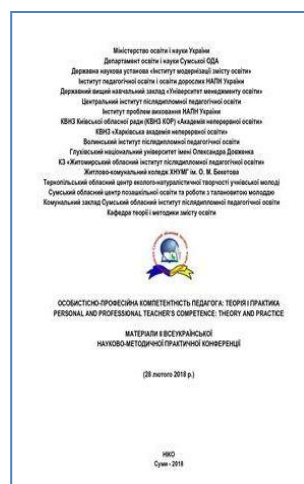 Міністерство освіти і науки України
Департамент освіти і науки Сумської ОДА
Державна наукова установа «Інститут модернізації змісту освіти»
Інститут педагогічної освіти і освіти дорослих НАПН України
Державний вищий навчальний заклад «Університет менеджменту освіти»
Центральний інститут післядипломної педагогічної освіти
Інститут проблем виховання НАПН України
КВНЗ Київської обласної ради (КВНЗ КОР) «Академія неперервної освіти»
КВНЗ «Харківська академія неперервної освіти»
Волинський інститут післядипломної педагогічної освіти
Глухівський національний університет імені Олександра Довженка
КЗ «Житомирський обласний інститут післядипломної педагогічної освіти»
Житлово-комунальний коледж ХНУМГ ім. О. М. Бекетова
Тернопільський обласний центр еколого-натуралістичної творчості учнівської молоді
Сумський обласний центр позашкільної освіти та роботи з талановитою молоддю
Комунальний заклад Сумський обласний інститут післядипломної педагогічної освіти
Кафедра теорії і методики змісту освіти
ОСОБИСТІСНО-ПРОФЕСІЙНА КОМПЕТЕНТНІСТЬ ПЕДАГОГА: ТЕОРІЯ І ПРАКТИКА
PERSONAL AND PROFESSIONAL TEACHER'S COMPETENCE: THEORY AND PRACTICE
МАТЕРІАЛИ ІІ ВСЕУКРАЇНСЬКОЇ
НАУКОВО-МЕТОДИЧНОЇ ПРАКТИЧНОЇ КОНФЕРЕНЦІЇ
(28 лютого 2018 р.)
НІКО
Суми - 2018